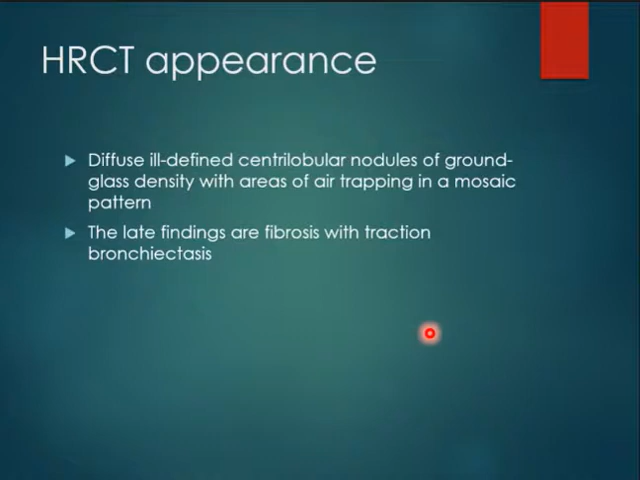 HRCT appearance
Diffuse ill-defined centrilobular nodules of ground-
glass density with areas of air trapping in a mosaic
pattern
The late findings are fibrosis with traction
bronchiectasis